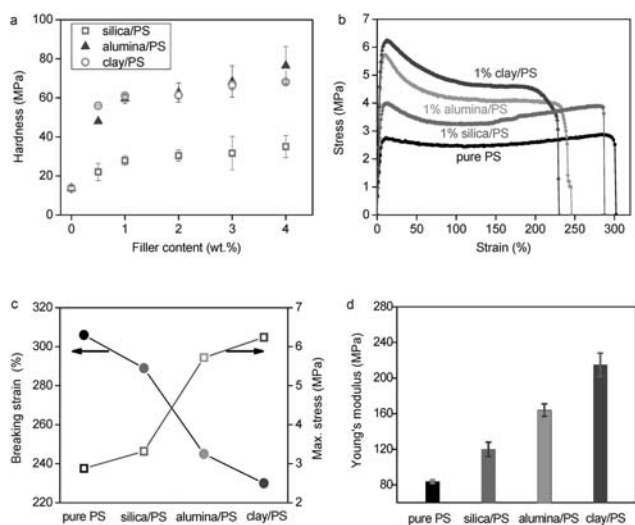 a
silica/PS
alumina/PS
clay/PS
100
80
60
40
20
0
Hardness (MPa)
0 1 2 3 4
Filler content (wt.%)
b
7
6
5
4
3
2
1
0
Stress (MPa)
1% clay/PS
1% alumina/PS
1% silica/PS
pure PS
0 50 100 150 200 250 300
Strain (%)
c
320
300
280
260
240
220
Breaking strain (%)
7
6
5
4
3
2
Max. stress (MPa)
pure PS silica/PS alumina/PS clay/PS
d
280
240
200
160
120
80
Young's modulus (MPa)
pure PS silica/PS alumina/PS clay/PS